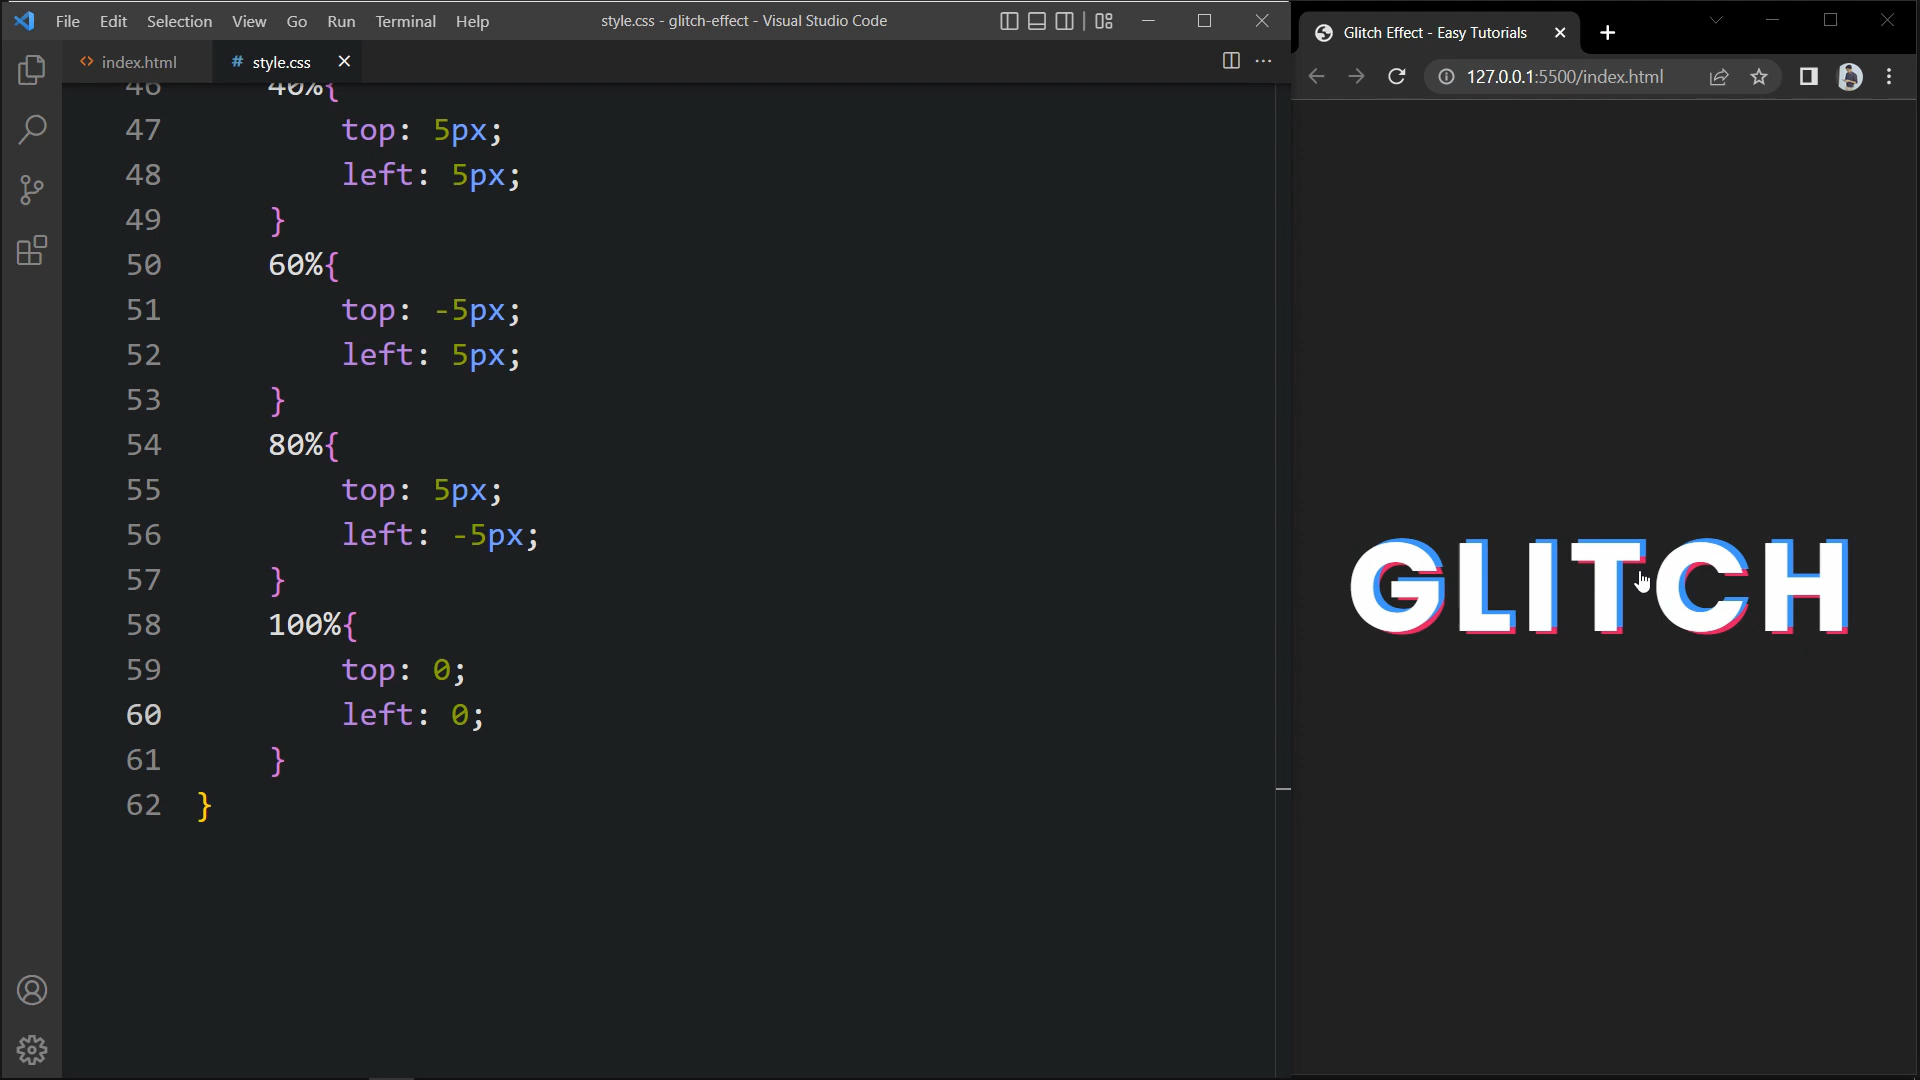 File Edit Selection View Go Run Terminal Help
style.css - glitch-effect - Visual Studio Code
<> index.html
# style.css
46 40%{
47 top: 5px;
48 left: 5px;
49 }
50 60%{
51 top: -5px;
52 left: 5px;
53 }
54 80%{
55 top: 5px;
56 left: -5px;
57 }
58 100%{
59 top: 0;
60 left: 0;
61 }
62 }
Glitch Effect - Easy Tutorials
127.0.0.1:5500/index.html
GLITCH